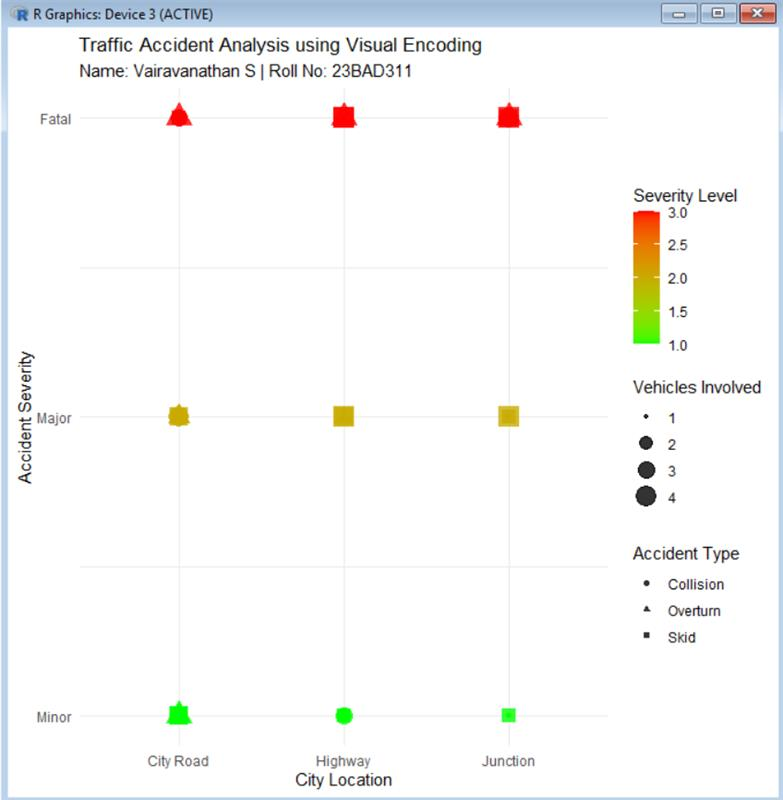 R Graphics: Device 3 (ACTIVE)
Traffic Accident Analysis using Visual Encoding
Name: Vairavanathan S | Roll No: 23BAD311
Accident Severity
Fatal
Major
Minor
City Road
Highway
Junction
City Location
Severity Level
3.0
2.5
2.0
1.5
1.0
Vehicles Involved
1
2
3
4
Accident Type
Collision
Overturn
Skid